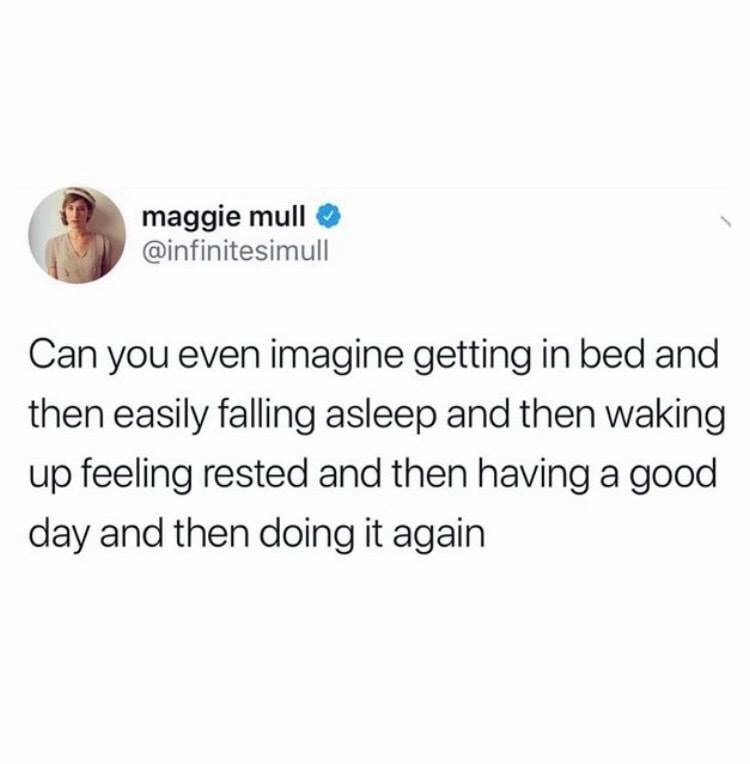 maggie mull
@infinitesimull
Can you even imagine getting in bed and
then easily falling asleep and then waking
up feeling rested and then having a good
day and then doing it again